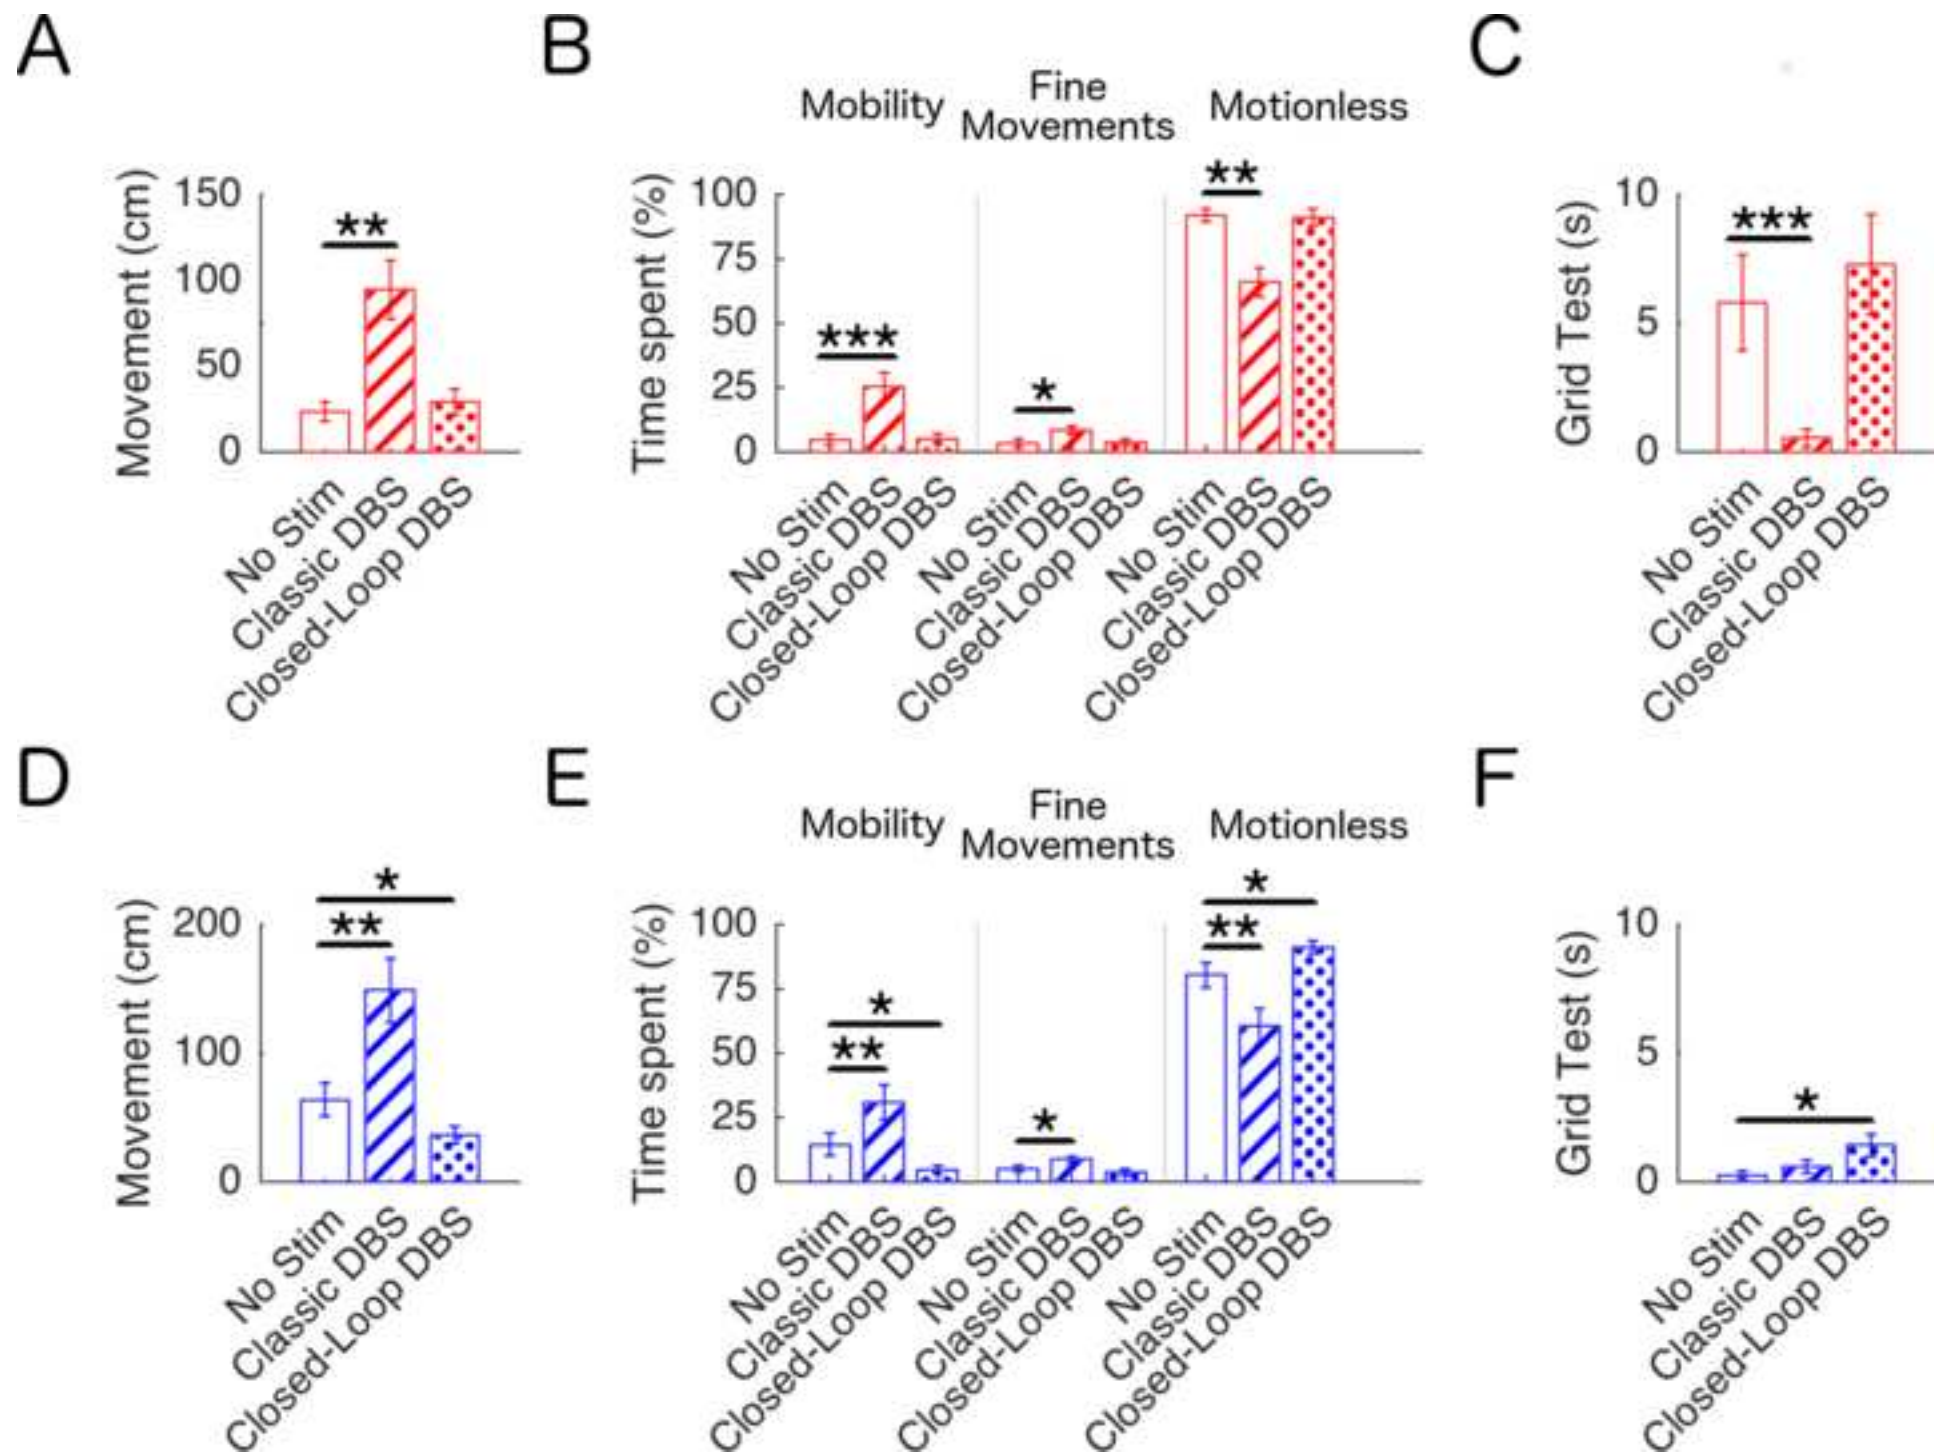 A
Movement (cm)
150
100
50
0
**
No Stim
Classic DBS
Closed-Loop DBS
B
Mobility
Fine
Movements
Motionless
Time spent (%)
100
75
50
25
0
***
*
**
No Stim
Classic DBS
Closed-Loop DBS
No Stim
Classic DBS
Closed-Loop DBS
No Stim
Classic DBS
Closed-Loop DBS
C
Grid Test (s)
10
5
0
***
No Stim
Classic DBS
Closed-Loop DBS
D
Movement (cm)
200
100
0
*
**
No Stim
Classic DBS
Closed-Loop DBS
E
Mobility
Fine
Movements
Motionless
Time spent (%)
100
75
50
25
0
*
**
*
*
**
No Stim
Classic DBS
Closed-Loop DBS
No Stim
Classic DBS
Closed-Loop DBS
No Stim
Classic DBS
Closed-Loop DBS
F
Grid Test (s)
10
5
0
*
No Stim
Classic DBS
Closed-Loop DBS